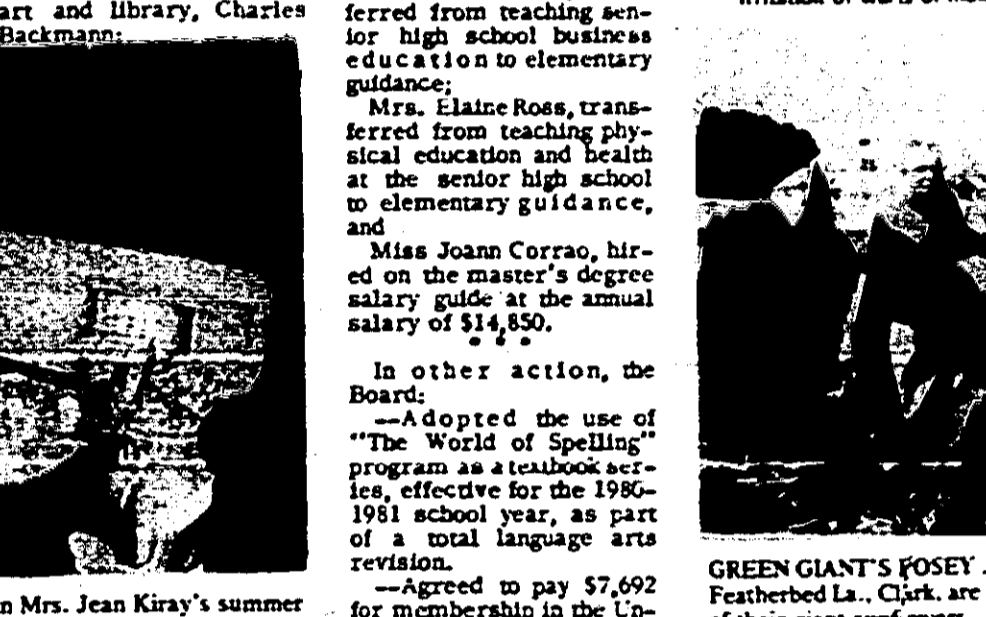 art and library, Charles
Backmann;
n Mrs. Jean Kiray's summer
ferred from teaching sen-
ior high school business
education to elementary
guidance;
Mrs. Elaine Ross, trans-
ferred from teaching phy-
sical education and health
at the senior high school
to elementary guidance,
and
Miss Joann Corrao, hir-
ed on the master's degree
salary guide at the annual
salary of $14,850.
• • •
In other action, the
Board:
—Adopted the use of
"The World of Spelling"
program as a textbook ser-
ies, effective for the 1980-
1981 school year, as part
of a total language arts
revision.
—Agreed to pay $7,692
for membership in the Un-
GREEN GIANT'S POSEY .
Featherbed La., Clark, are